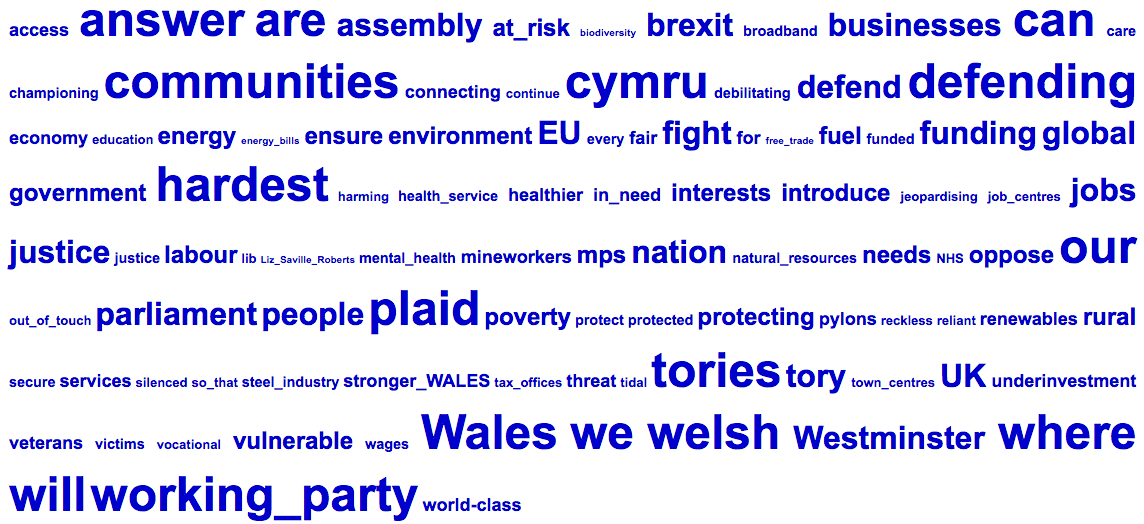 access answer are assembly at_risk biodiversity brexit broadband businesses can care
championing communities connecting continue cymru debilitating defend defending
economy education energy energy_bills ensure environment EU every fair fight for free_trade fuel funded funding global
government hardest harming health_service healthier in_need interests introduce jeopardising job_centres jobs
justice justice labour lib Liz_Saville_Roberts mental_health mineworkers mps nation natural_resources needs NHS oppose our
out_of_touch parliament people plaid poverty protect protected protecting pylons reckless reliant renewables rural
secure services silenced so_that steel_industry stronger_WALES tax_offices threat tidal tories tory town_centres UK underinvestment
veterans victims vocational vulnerable wages Wales we welsh Westminster where
will working_party world-class